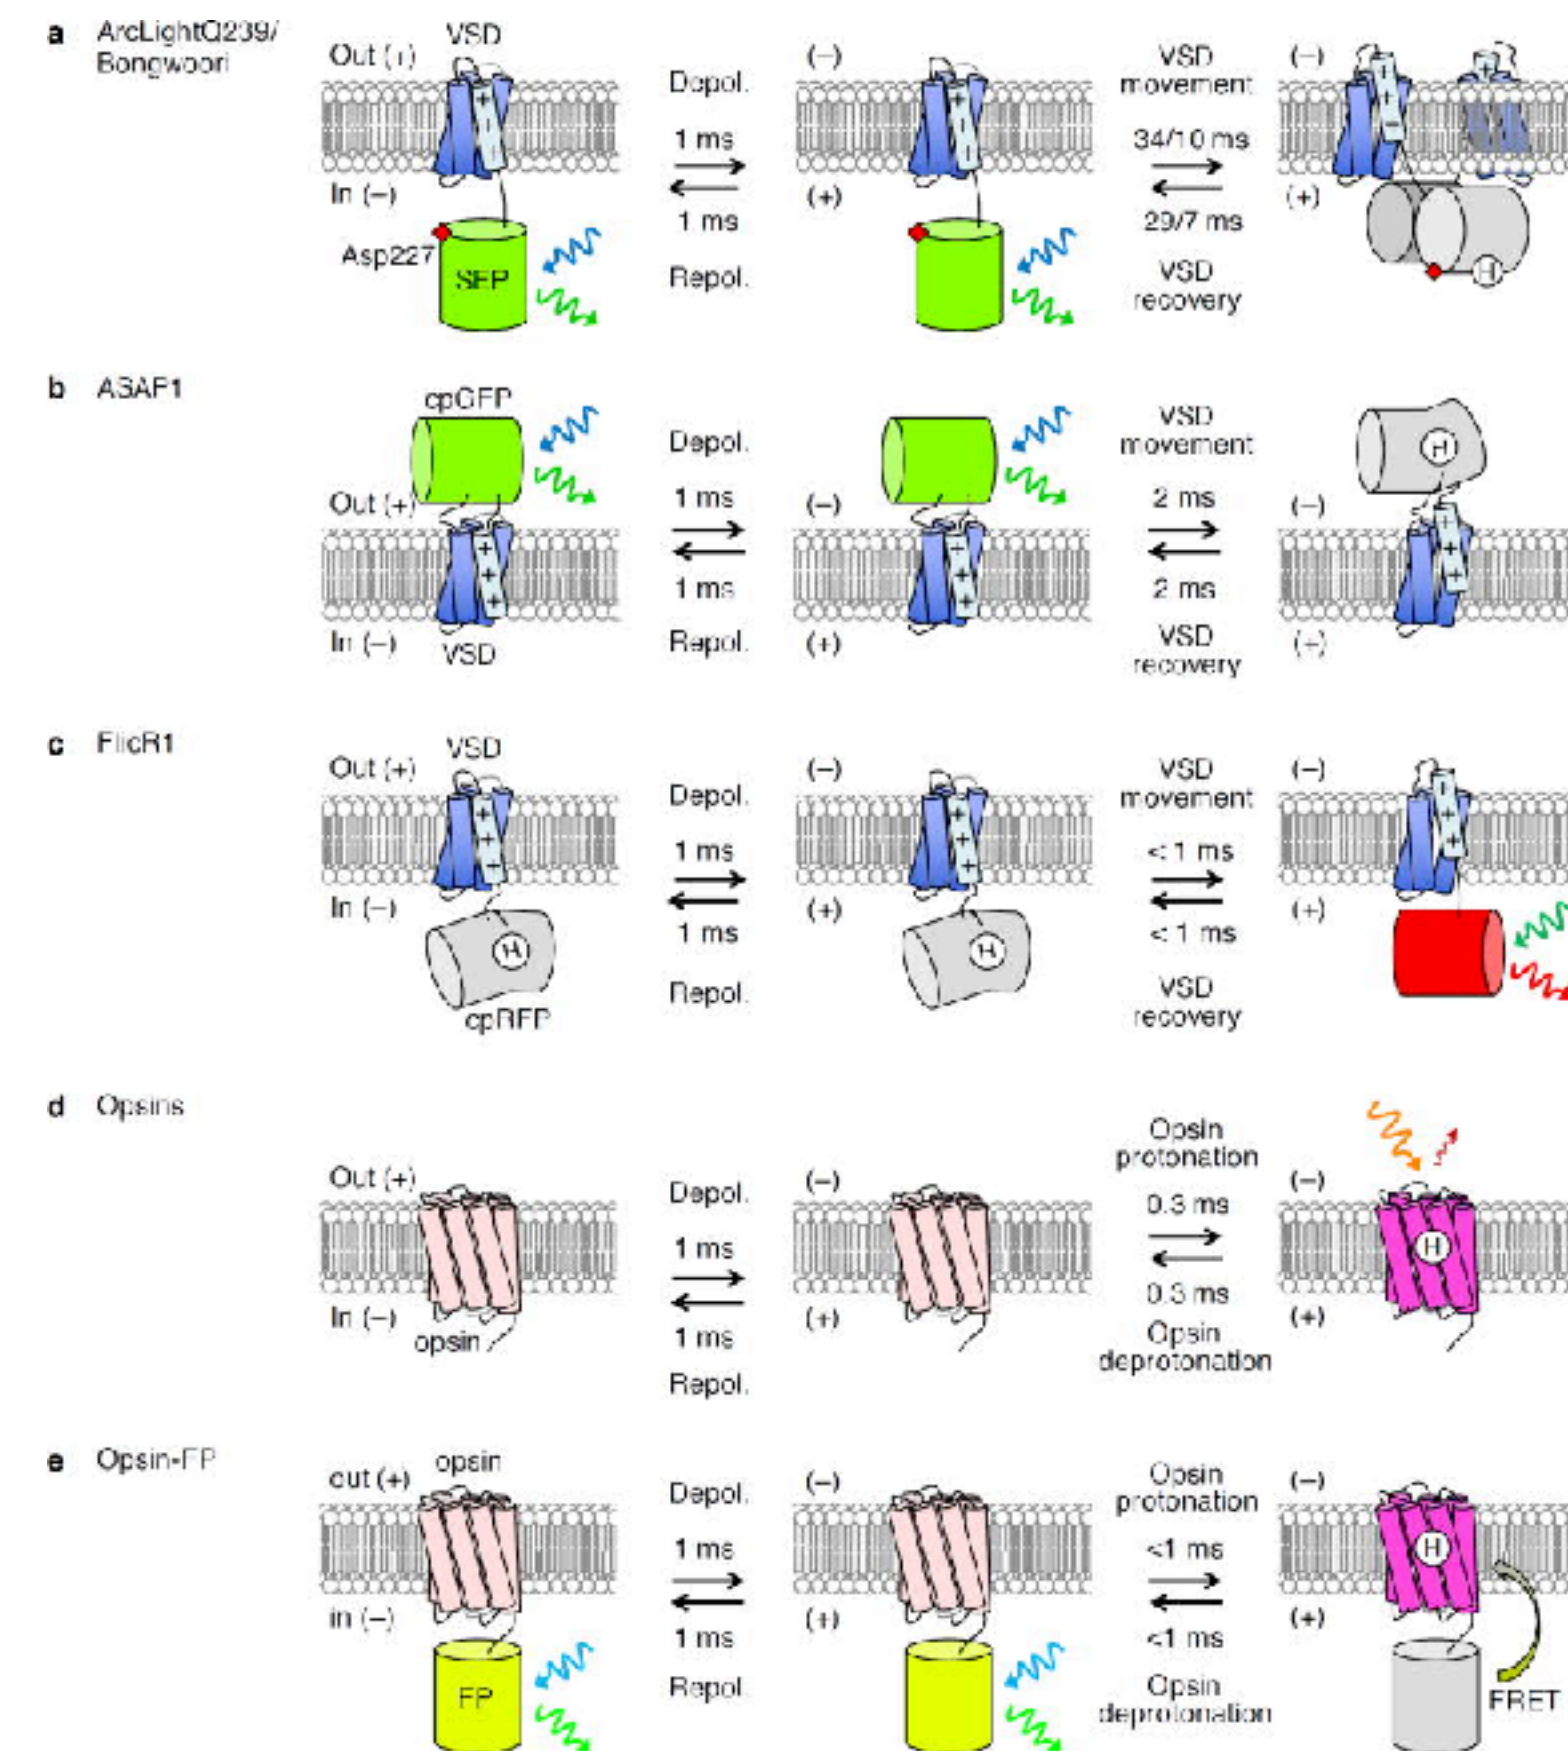 a ArcLightQ239/
Bongwoori
Out (+)
VSD
In (–)
Asp227
SEP
Depol.
1 ms
1 ms
Repol.
(–)
(+)
VSD
movement
34/10 ms
29/7 ms
VSD
recovery
(–)
(+)
H
b ASAP1
cpGFP
Out (+)
In (–)
VSD
Depol.
1 ms
1 ms
Repol.
(–)
(+)
VSD
movement
2 ms
2 ms
VSD
recovery
H
(–)
(+)
c FlicR1
VSD
Out (+)
In (–)
H
cpRFP
Depol.
1 ms
1 ms
Repol.
(–)
(+)
H
VSD
movement
< 1 ms
< 1 ms
VSD
recovery
(–)
(+)
d Opsins
Out (+)
In (–)
opsin
Depol.
1 ms
1 ms
Repol.
(–)
(+)
Opsin
protonation
0.3 ms
0.3 ms
Opsin
deprotonation
(–)
H
(+)
e Opsin-FP
out (+)
opsin
in (–)
FP
Depol.
1 ms
1 ms
Repol.
(–)
(+)
Opsin
protonation
<1 ms
<1 ms
Opsin
deprotonation
(–)
H
(+)
FRET